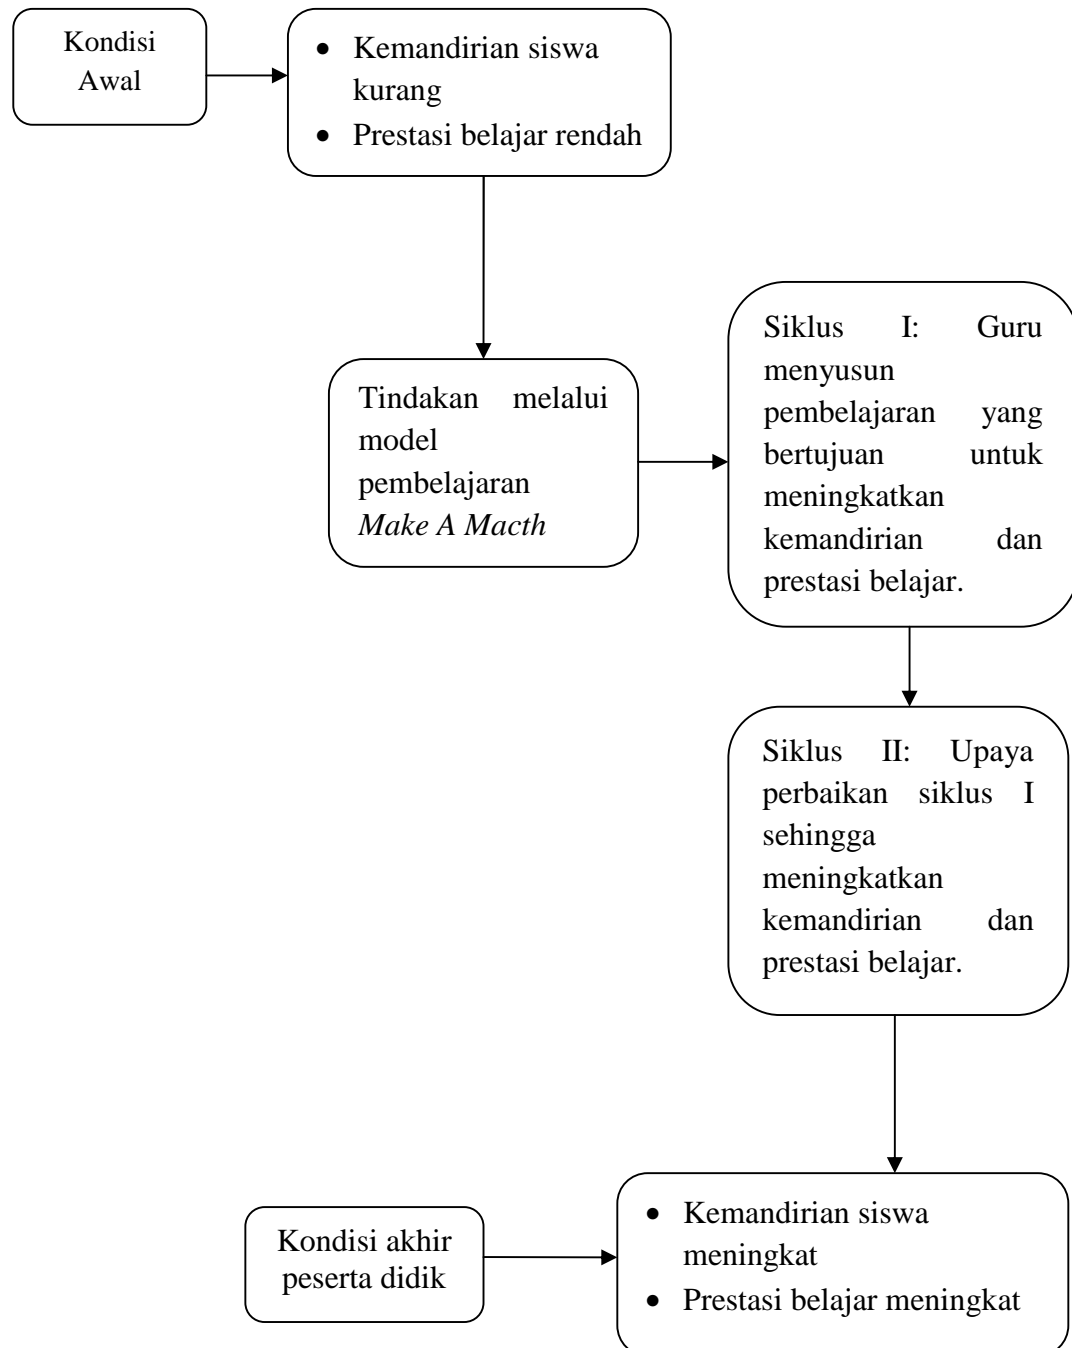 Kondisi
Awal
• Kemandirian siswa
kurang
• Prestasi belajar rendah
Tindakan melalui
model
pembelajaran
Make A Macth
Siklus I: Guru
menyusun
pembelajaran yang
bertujuan untuk
meningkatkan
kemandirian dan
prestasi belajar.
Siklus II: Upaya
perbaikan siklus I
sehingga
meningkatkan
kemandirian dan
prestasi belajar.
Kondisi akhir
peserta didik
• Kemandirian siswa
meningkat
• Prestasi belajar meningkat